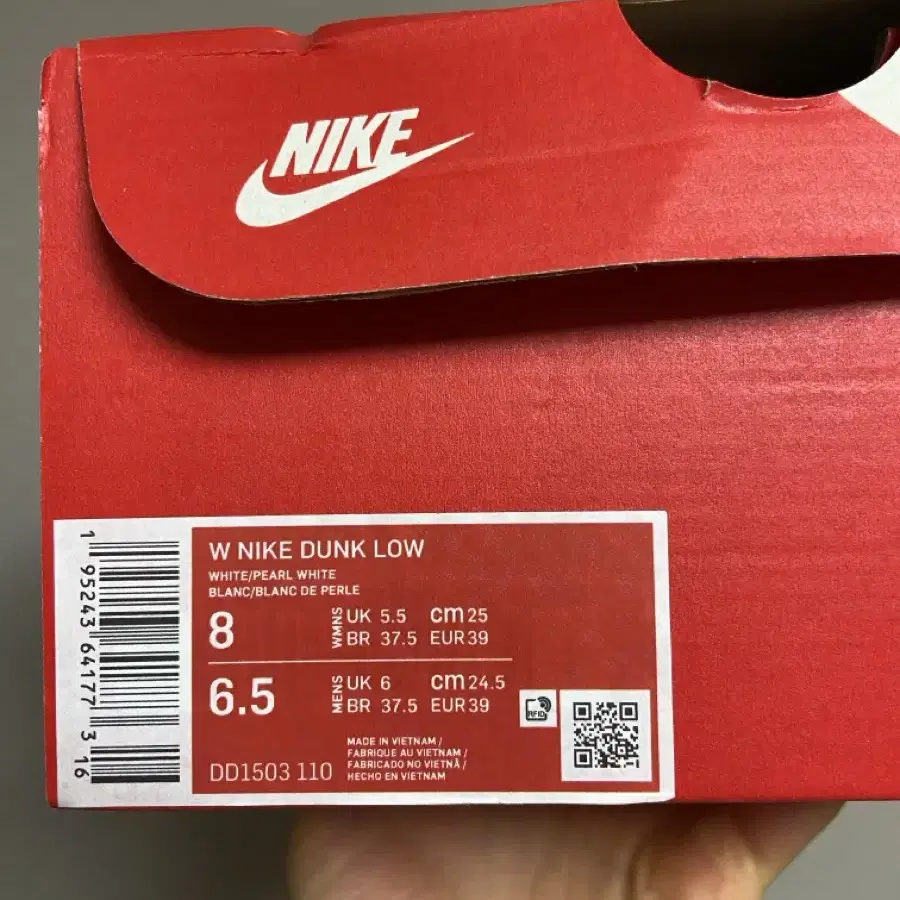 NIKE
W NIKE DUNK LOW
WHITE/PEARL WHITE
BLANC/BLANC DE PERLE
8 WMNS UK 5.5 cm 25
BR 37.5 EUR 39
6.5 MENS UK 6 cm 24.5
BR 37.5 EUR 39
RFID
MADE IN VIETNAM /
FABRIQUE AU VIETNAM /
FABRICADO NO VIETNÃ /
HECHO EN VIETNAM
DD1503 110
1 95243 64177 3 16